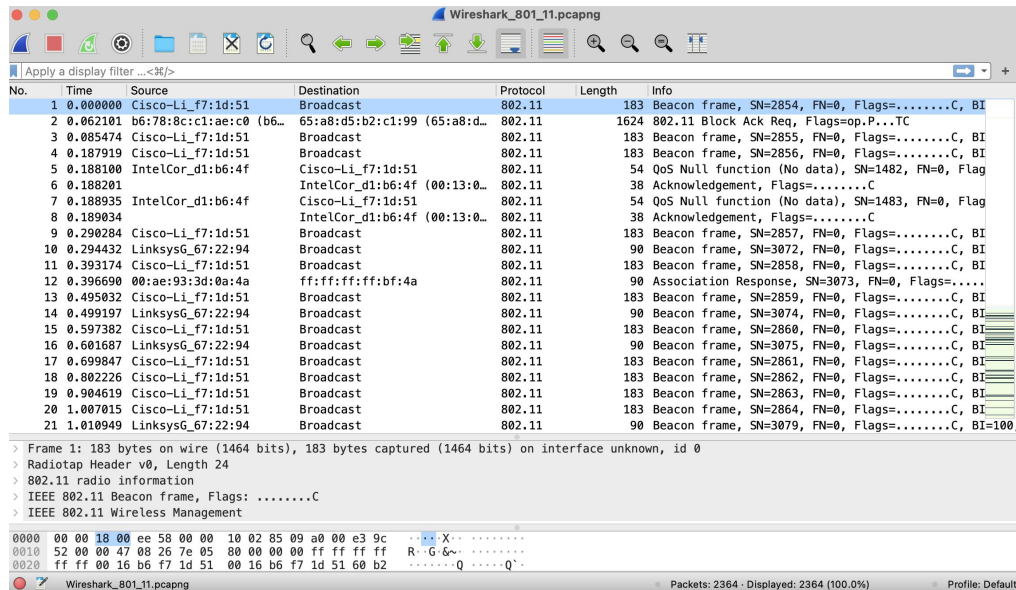 Wireshark_801_11.pcapng
Apply a display filter ...<⌘/>
No. Time Source Destination Protocol Length Info
1 0.000000 Cisco-Li_f7:1d:51 Broadcast 802.11 183 Beacon frame, SN=2854, FN=0, Flags=........C, BI
2 0.062101 b6:78:8c:c1:ae:c0 (b6… 65:a8:d5:b2:c1:99 (65:a8:d… 802.11 1624 802.11 Block Ack Req, Flags=op.P...TC
3 0.085474 Cisco-Li_f7:1d:51 Broadcast 802.11 183 Beacon frame, SN=2855, FN=0, Flags=........C, BI
4 0.187919 Cisco-Li_f7:1d:51 Broadcast 802.11 183 Beacon frame, SN=2856, FN=0, Flags=........C, BI
5 0.188100 IntelCor_d1:b6:4f Cisco-Li_f7:1d:51 802.11 54 QoS Null function (No data), SN=1482, FN=0, Flag
6 0.188201 IntelCor_d1:b6:4f (00:13:0… 802.11 38 Acknowledgement, Flags=........C
7 0.188935 IntelCor_d1:b6:4f Cisco-Li_f7:1d:51 802.11 54 QoS Null function (No data), SN=1483, FN=0, Flag
8 0.189034 IntelCor_d1:b6:4f (00:13:0… 802.11 38 Acknowledgement, Flags=........C
9 0.290284 Cisco-Li_f7:1d:51 Broadcast 802.11 183 Beacon frame, SN=2857, FN=0, Flags=........C, BI
10 0.294432 LinksysG_67:22:94 Broadcast 802.11 90 Beacon frame, SN=3072, FN=0, Flags=........C, BI
11 0.393174 Cisco-Li_f7:1d:51 Broadcast 802.11 183 Beacon frame, SN=2858, FN=0, Flags=........C, BI
12 0.396690 00:ae:93:3d:0a:4a ff:ff:ff:ff:bf:4a 802.11 90 Association Response, SN=3073, FN=0, Flags=.....
13 0.495032 Cisco-Li_f7:1d:51 Broadcast 802.11 183 Beacon frame, SN=2859, FN=0, Flags=........C, BI
14 0.499197 LinksysG_67:22:94 Broadcast 802.11 90 Beacon frame, SN=3074, FN=0, Flags=........C, BI
15 0.597382 Cisco-Li_f7:1d:51 Broadcast 802.11 183 Beacon frame, SN=2860, FN=0, Flags=........C, BI
16 0.601687 LinksysG_67:22:94 Broadcast 802.11 90 Beacon frame, SN=3075, FN=0, Flags=........C, BI
17 0.699847 Cisco-Li_f7:1d:51 Broadcast 802.11 183 Beacon frame, SN=2861, FN=0, Flags=........C, BI
18 0.802226 Cisco-Li_f7:1d:51 Broadcast 802.11 183 Beacon frame, SN=2862, FN=0, Flags=........C, BI
19 0.904619 Cisco-Li_f7:1d:51 Broadcast 802.11 183 Beacon frame, SN=2863, FN=0, Flags=........C, BI
20 1.007015 Cisco-Li_f7:1d:51 Broadcast 802.11 183 Beacon frame, SN=2864, FN=0, Flags=........C, BI
21 1.010949 LinksysG_67:22:94 Broadcast 802.11 90 Beacon frame, SN=3079, FN=0, Flags=........C, BI=100,
> Frame 1: 183 bytes on wire (1464 bits), 183 bytes captured (1464 bits) on interface unknown, id 0
> Radiotap Header v0, Length 24
> 802.11 radio information
> IEEE 802.11 Beacon frame, Flags: ........C
> IEEE 802.11 Wireless Management
0000 00 00 18 00 ee 58 00 00 10 02 85 09 a0 00 e3 9c ·····X·· ········
0010 52 00 00 47 08 26 7e 05 80 00 00 00 ff ff ff ff R··G·&~· ········
0020 ff ff 00 16 b6 f7 1d 51 00 16 b6 f7 1d 51 60 b2 ·······Q ·····Q`·
Wireshark_801_11.pcapng Packets: 2364 · Displayed: 2364 (100.0%) Profile: Default